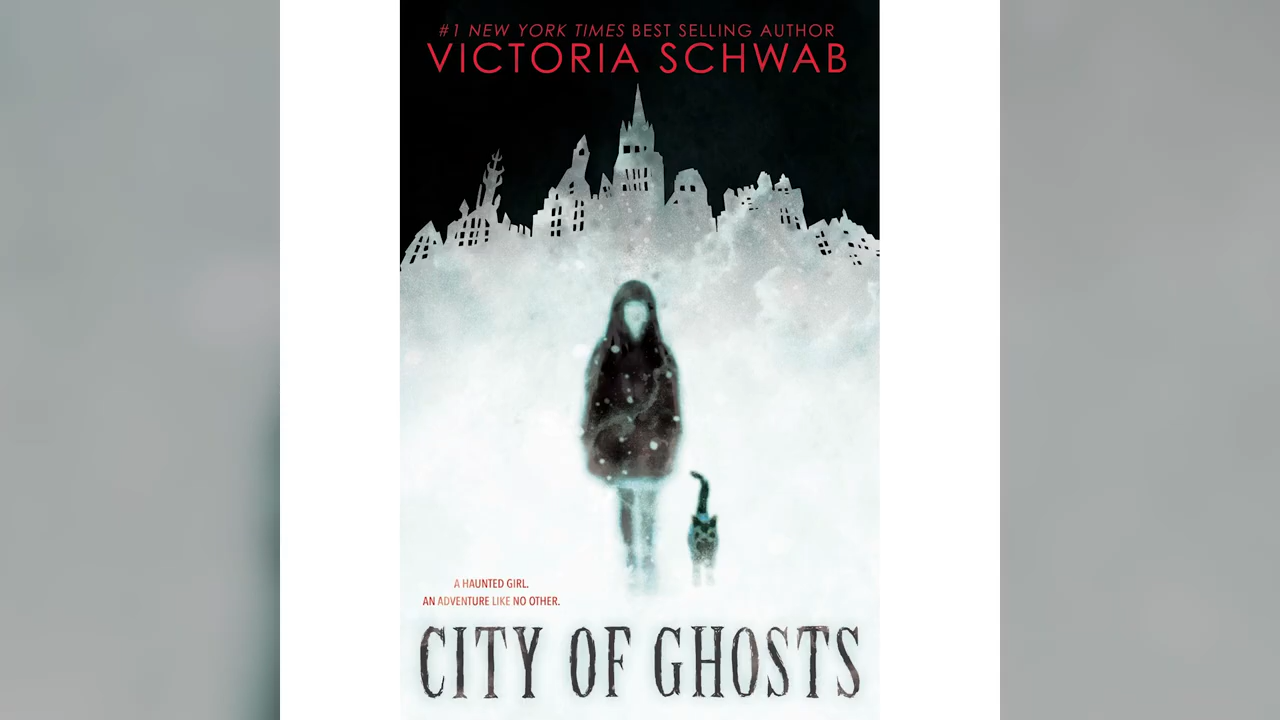 #1 NEW YORK TIMES BEST SELLING AUTHOR
VICTORIA SCHWAB
A HAUNTED GIRL.
AN ADVENTURE LIKE NO OTHER.
CITY OF GHOSTS